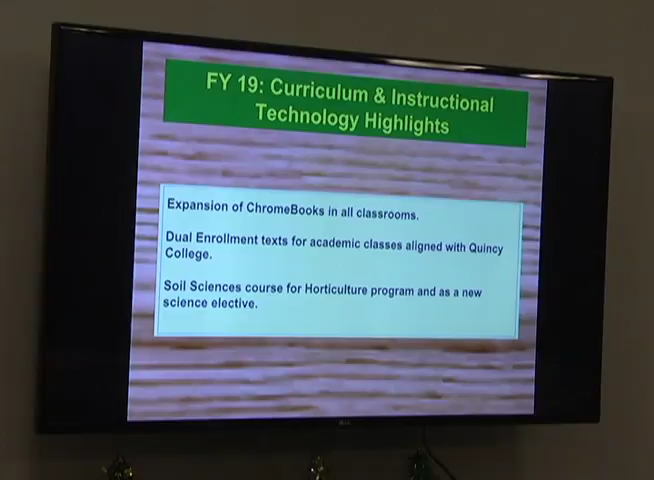 FY 19: Curriculum & Instructional
Technology Highlights
Expansion of ChromeBooks in all classrooms.
Dual Enrollment texts for academic classes aligned with Quincy
College.
Soil Sciences course for Horticulture program and as a new
science elective.